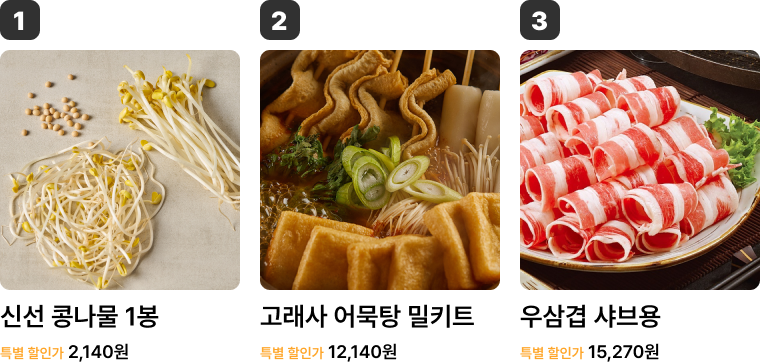 1
2
3
신선 콩나물 1봉
특별 할인가 2,140원
고래사 어묵탕 밀키트
특별 할인가 12,140원
우삼겹 샤브용
특별 할인가 15,270원